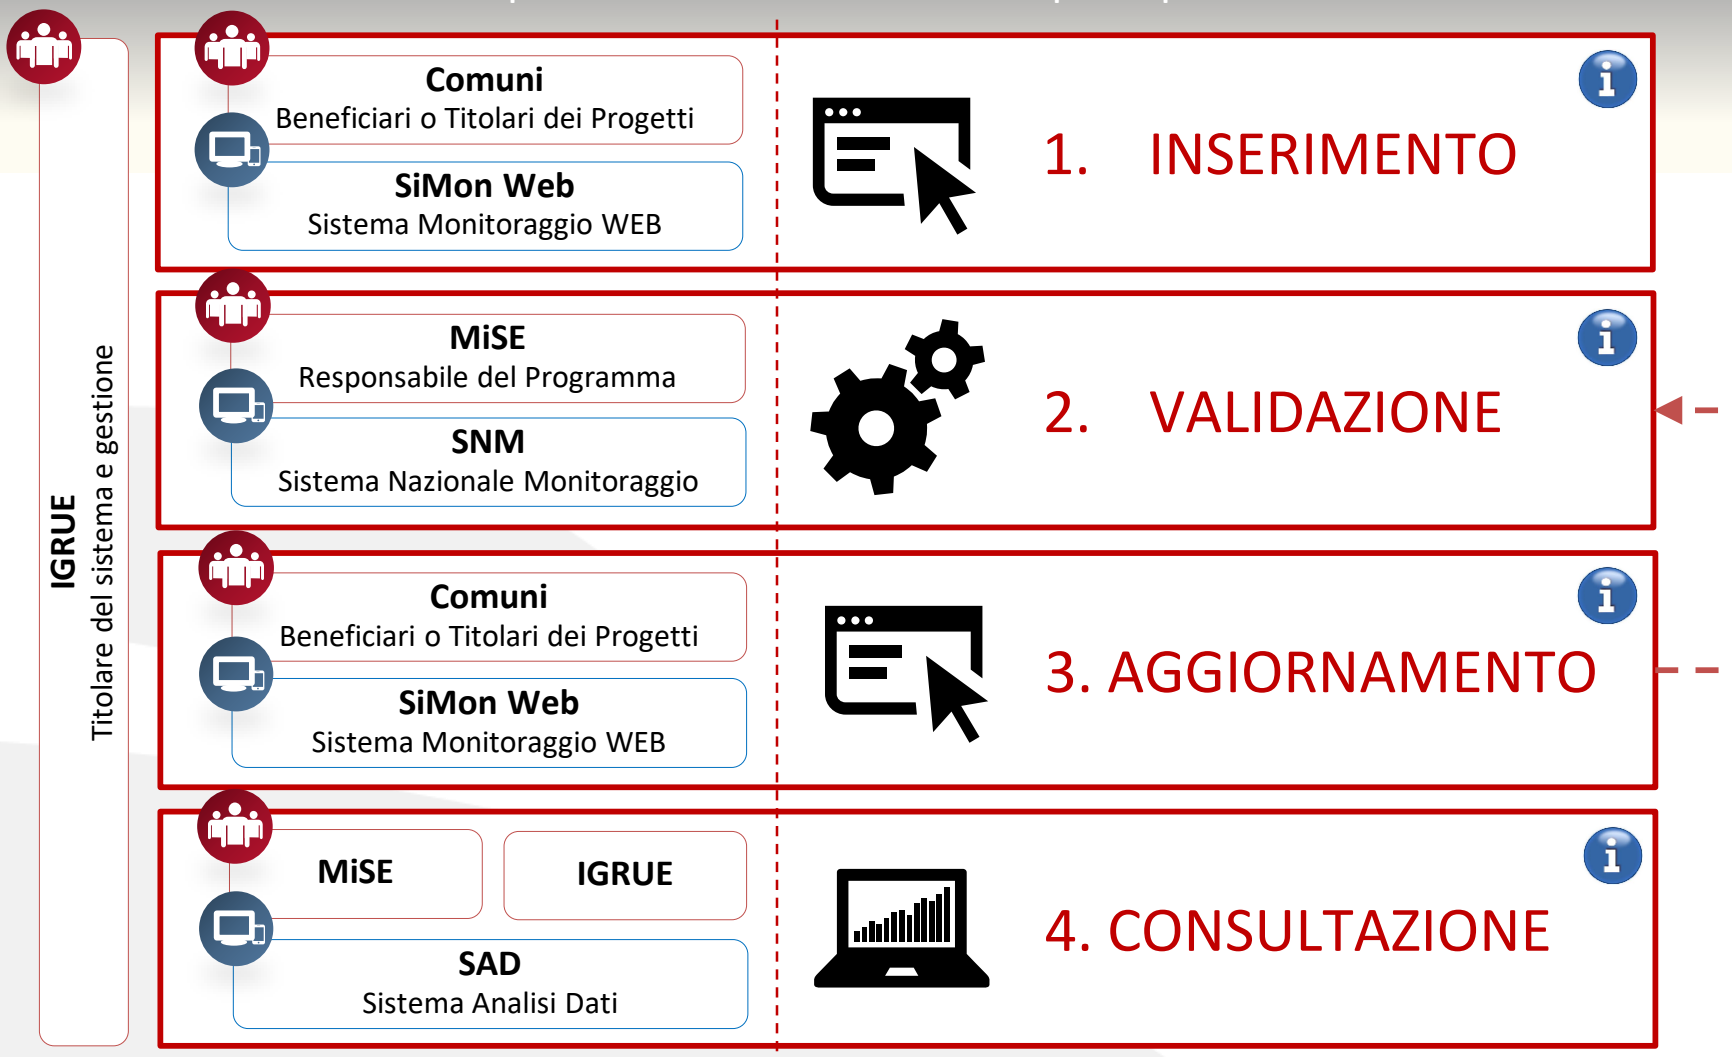 IGRUE
Titolare del sistema e gestione
Comuni
Beneficiari o Titolari dei Progetti
SiMon Web
Sistema Monitoraggio WEB
1. INSERIMENTO
MiSE
Responsabile del Programma
SNM
Sistema Nazionale Monitoraggio
2. VALIDAZIONE
Comuni
Beneficiari o Titolari dei Progetti
SiMon Web
Sistema Monitoraggio WEB
3. AGGIORNAMENTO
MiSE
IGRUE
SAD
Sistema Analisi Dati
4. CONSULTAZIONE